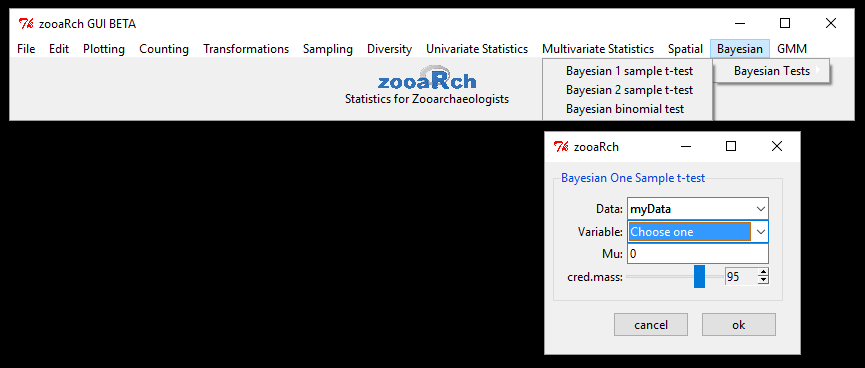 zooaRch GUI BETA
File Edit Plotting Counting Transformations Sampling Diversity Univariate Statistics Multivariate Statistics Spatial Bayesian GMM
zooaRch
Statistics for Zooarchaeologists
Bayesian 1 sample t-test
Bayesian 2 sample t-test
Bayesian binomial test
Bayesian Tests
zooaRch
Bayesian One Sample t-test
Data: myData
Variable: Choose one
Mu: 0
cred.mass: 95
cancel ok